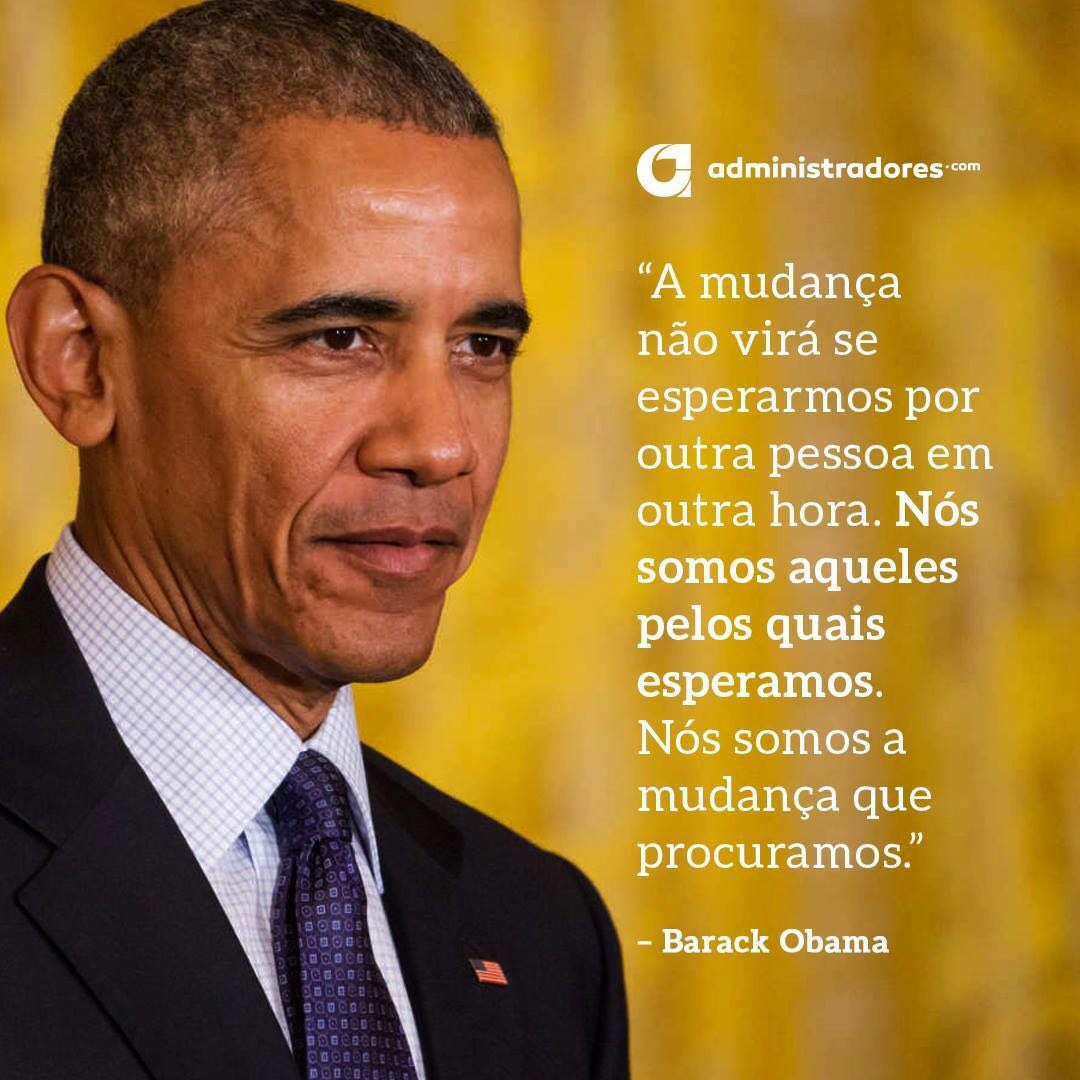 administradores.com
“A mudança
não virá se
esperarmos por
outra pessoa em
outra hora. Nós
somos aqueles
pelos quais
esperamos.
Nós somos a
mudança que
procuramos.”
– Barack Obama